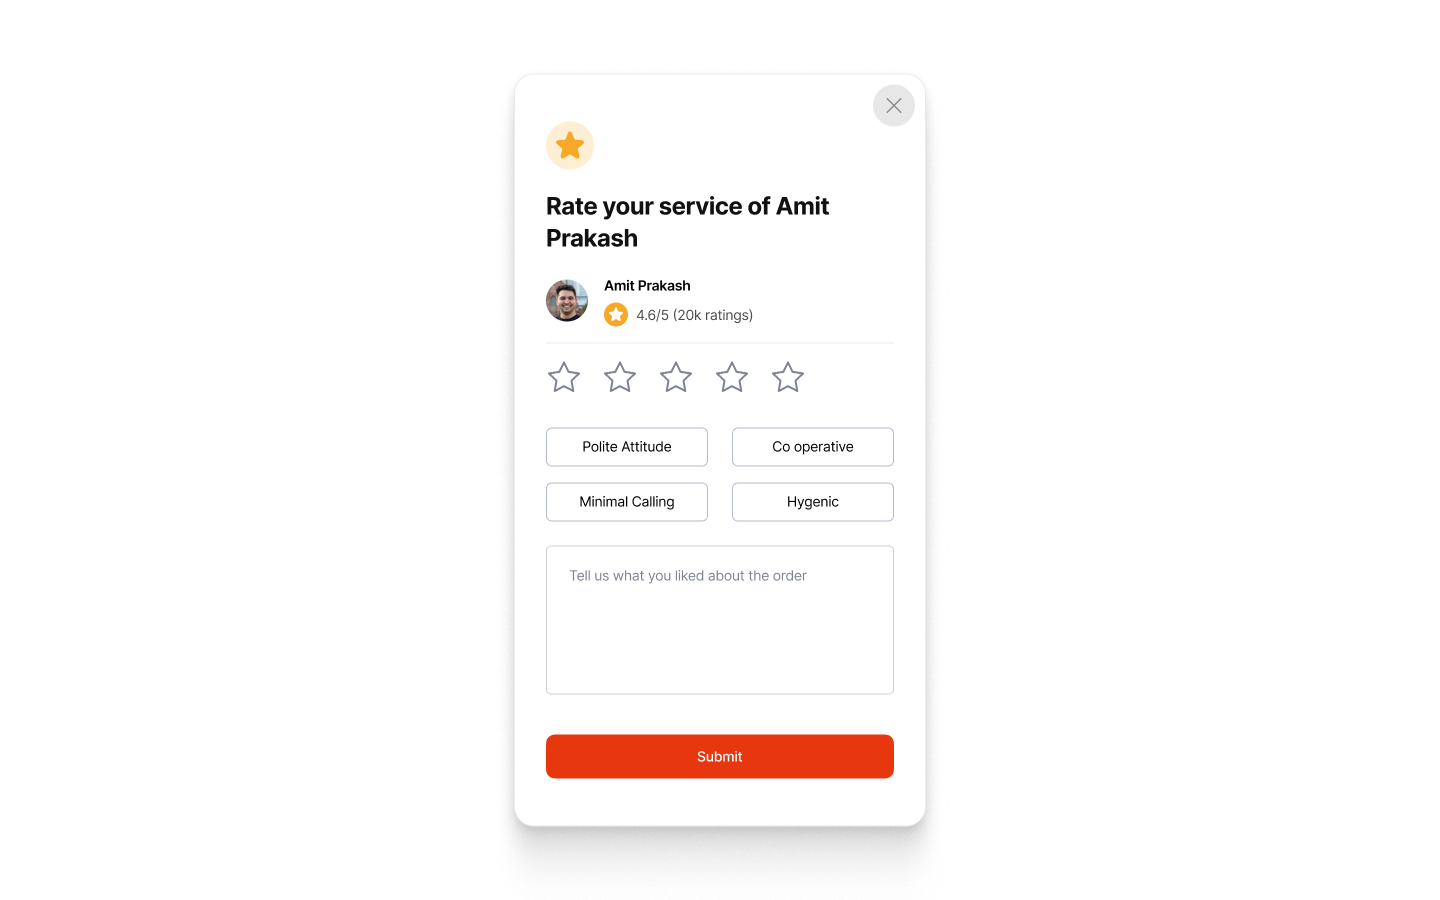 Rate your service of Amit
Prakash
Amit Prakash
4.6/5 (20k ratings)
Polite Attitude
Co operative
Minimal Calling
Hygenic
Tell us what you liked about the order
Submit